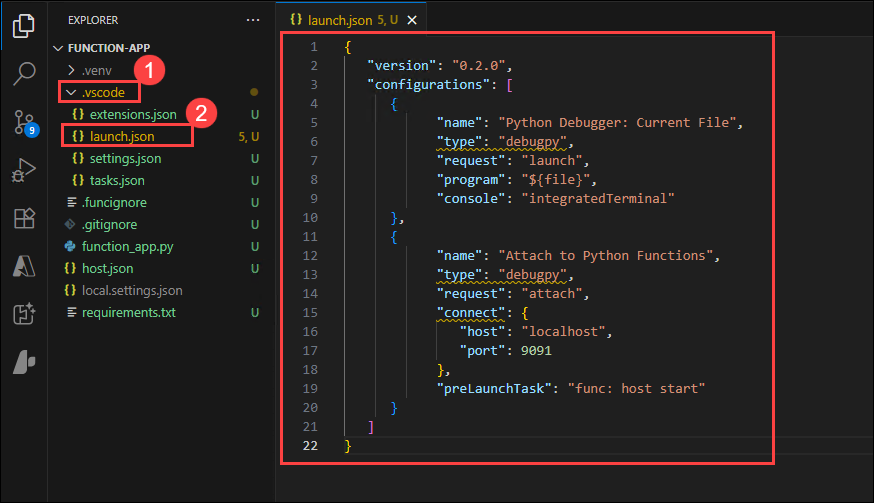 EXPLORER
...
FUNCTION-APP
.venv
1
.vscode
extensions.json U
2
launch.json 5, U
settings.json U
tasks.json U
.funcignore U
.gitignore U
function_app.py U
host.json U
local.settings.json
requirements.txt U
9
{} launch.json 5, U
1 {
2 "version": "0.2.0",
3 "configurations": [
4 {
5 "name": "Python Debugger: Current File",
6 "type": "debugpy",
7 "request": "launch",
8 "program": "${file}",
9 "console": "integratedTerminal"
10 },
11 {
12 "name": "Attach to Python Functions",
13 "type": "debugpy",
14 "request": "attach",
15 "connect": {
16 "host": "localhost",
17 "port": 9091
18 },
19 "preLaunchTask": "func: host start"
20 }
21 ]
22 }